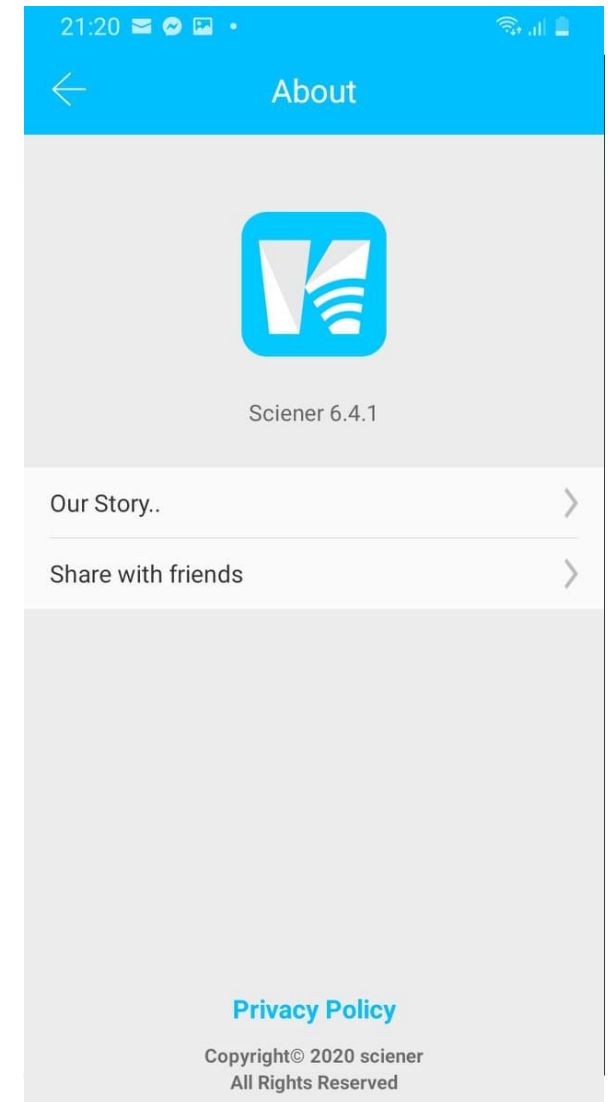 21:20
About
Sciener 6.4.1
Our Story..
Share with friends
Privacy Policy
Copyright© 2020 sciener
All Rights Reserved